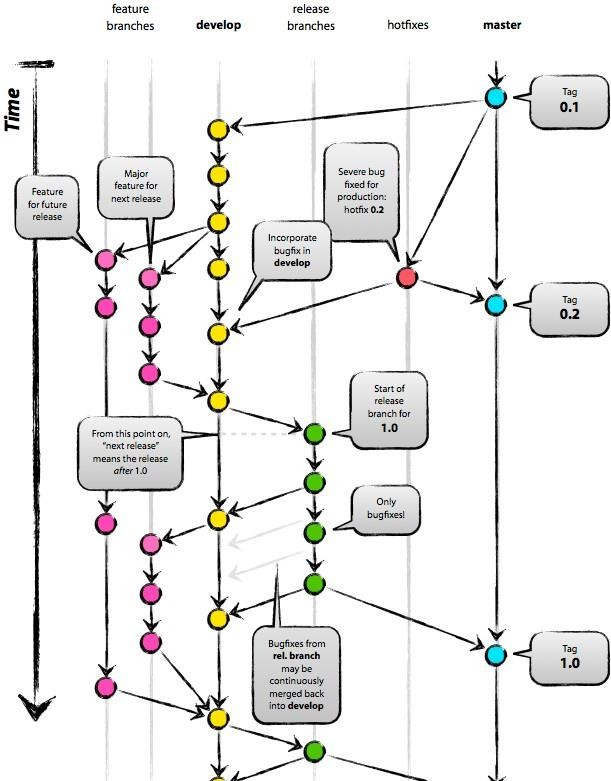 feature
branches
develop
release
branches
hotfixes
master
Time
Tag
0.1
Feature
for future
release
Major
feature for
next release
Severe bug
fixed for
production:
hotfix 0.2
Incorporate
bugfix in
develop
Tag
0.2
Start of
release
branch for
1.0
From this point on,
“next release”
means the release
after 1.0
Only
bugfixes!
Bugfixes from
rel. branch
may be
continuously
merged back
into develop
Tag
1.0